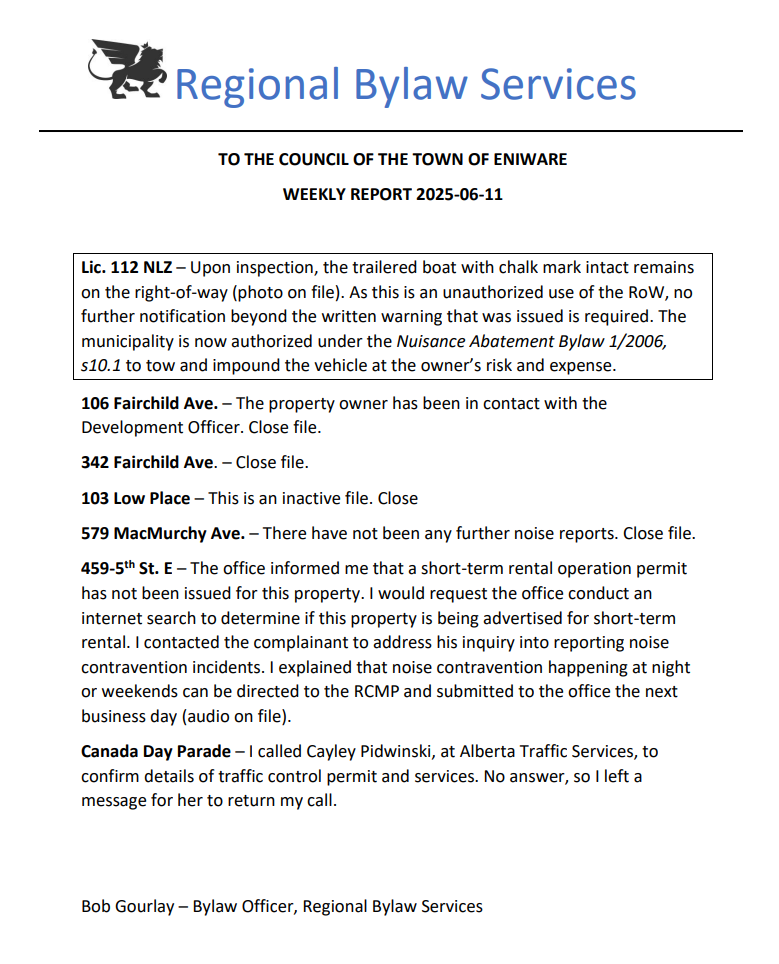 Regional Bylaw Services
TO THE COUNCIL OF THE TOWN OF ENIWARE
WEEKLY REPORT 2025-06-11
Lic. 112 NLZ – Upon inspection, the trailered boat with chalk mark intact remains
on the right-of-way (photo on file). As this is an unauthorized use of the RoW, no
further notification beyond the written warning that was issued is required. The
municipality is now authorized under the Nuisance Abatement Bylaw 1/2006,
s10.1 to tow and impound the vehicle at the owner’s risk and expense.
106 Fairchild Ave. – The property owner has been in contact with the
Development Officer. Close file.
342 Fairchild Ave. – Close file.
103 Low Place – This is an inactive file. Close
579 MacMurchy Ave. – There have not been any further noise reports. Close file.
459-5th St. E – The office informed me that a short-term rental operation permit
has not been issued for this property. I would request the office conduct an
internet search to determine if this property is being advertised for short-term
rental. I contacted the complainant to address his inquiry into reporting noise
contravention incidents. I explained that noise contravention happening at night
or weekends can be directed to the RCMP and submitted to the office the next
business day (audio on file).
Canada Day Parade – I called Cayley Pidwinski, at Alberta Traffic Services, to
confirm details of traffic control permit and services. No answer, so I left a
message for her to return my call.
Bob Gourlay – Bylaw Officer, Regional Bylaw Services